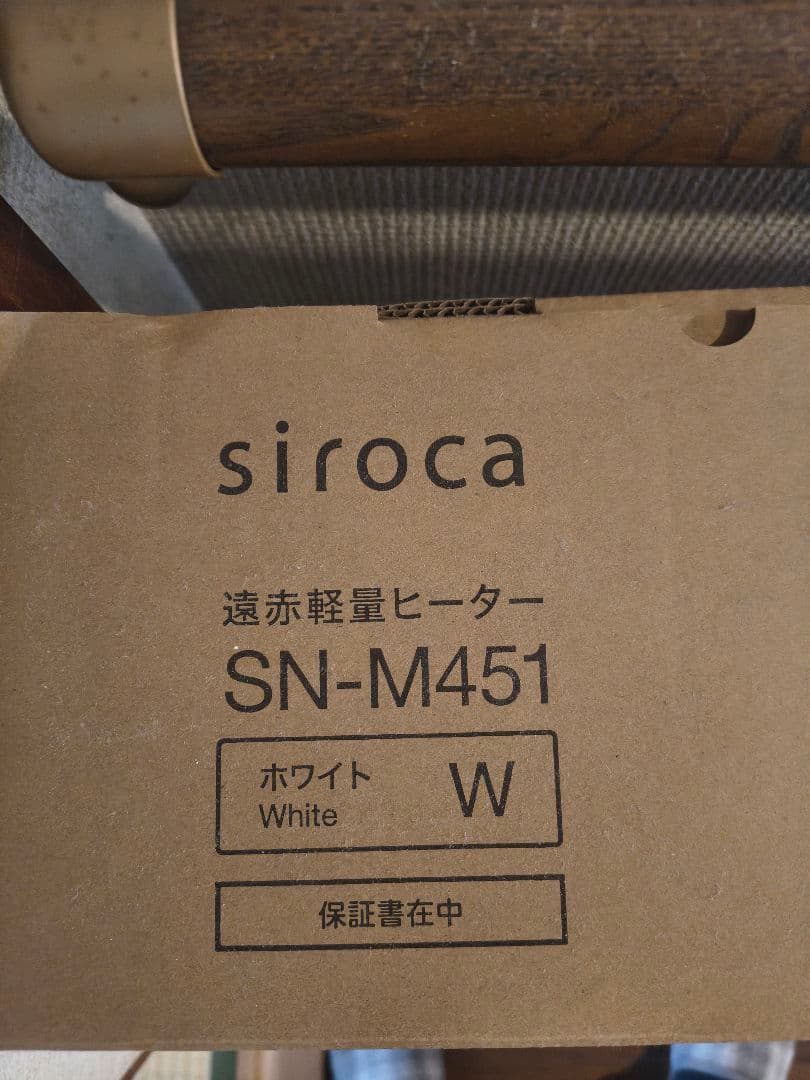 siroca
遠赤軽量ヒーター
SN-M451
ホワイト W
White
保証書在中